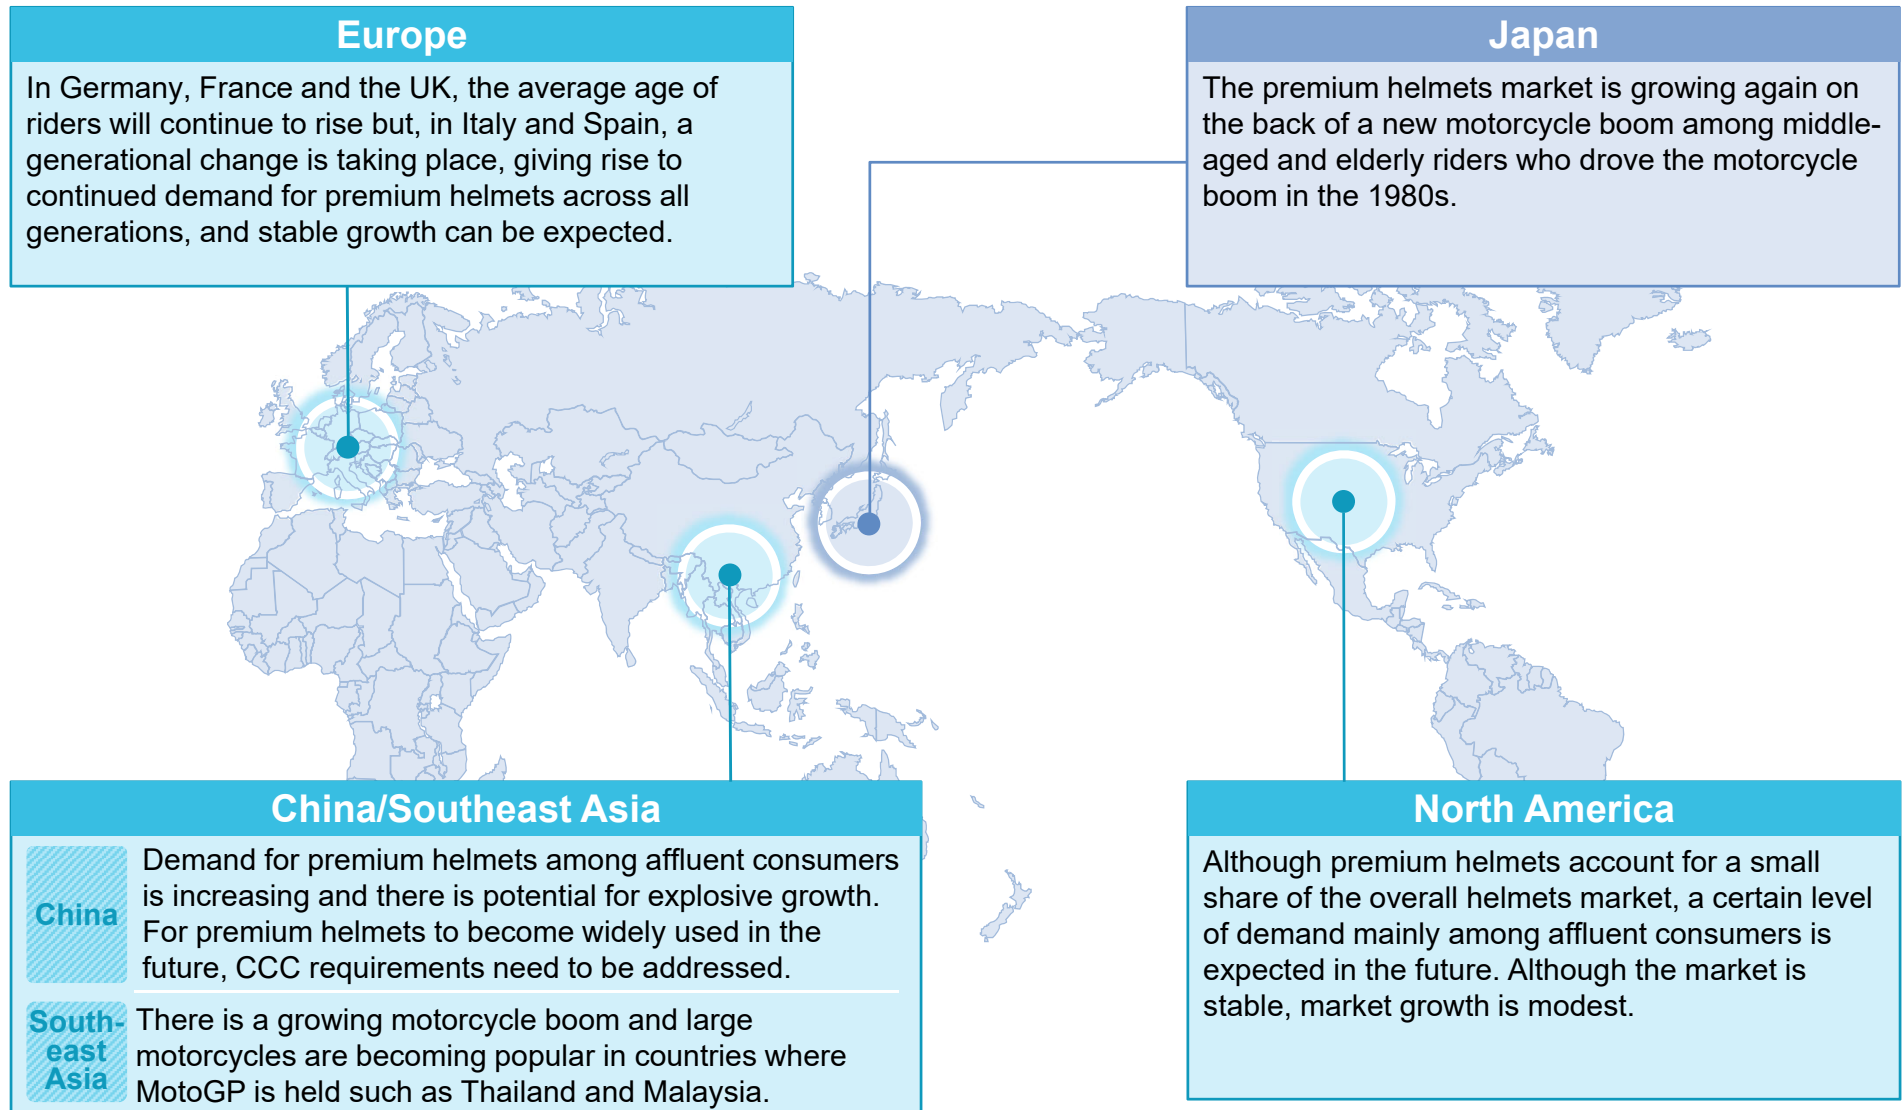 Europe
In Germany, France and the UK, the average age of
riders will continue to rise but, in Italy and Spain, a
generational change is taking place, giving rise to
continued demand for premium helmets across all
generations, and stable growth can be expected.
Japan
The premium helmets market is growing again on
the back of a new motorcycle boom among middle-
aged and elderly riders who drove the motorcycle
boom in the 1980s.
China/Southeast Asia
China
Demand for premium helmets among affluent consumers
is increasing and there is potential for explosive growth.
For premium helmets to become widely used in the
future, CCC requirements need to be addressed.
South-
east
Asia
There is a growing motorcycle boom and large
motorcycles are becoming popular in countries where
MotoGP is held such as Thailand and Malaysia.
North America
Although premium helmets account for a small
share of the overall helmets market, a certain level
of demand mainly among affluent consumers is
expected in the future. Although the market is
stable, market growth is modest.